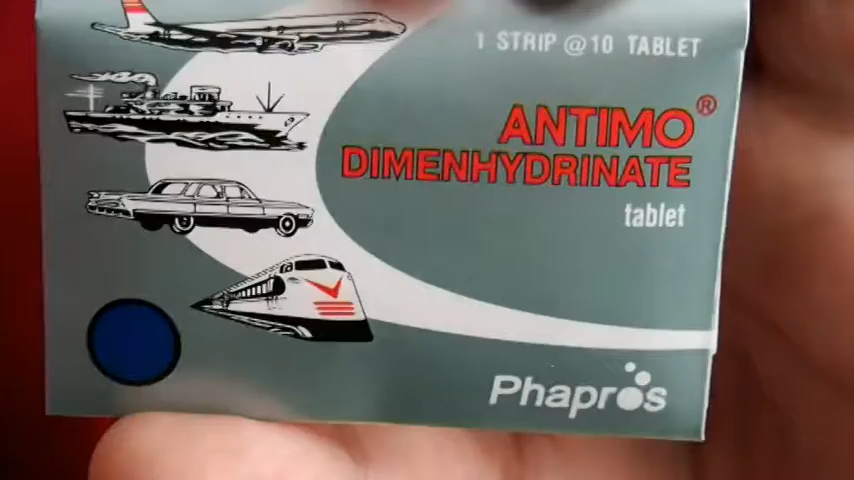 1 STRIP @ 10 TABLET
ANTIMO®
DIMENHYDRINATE
tablet
Phapros